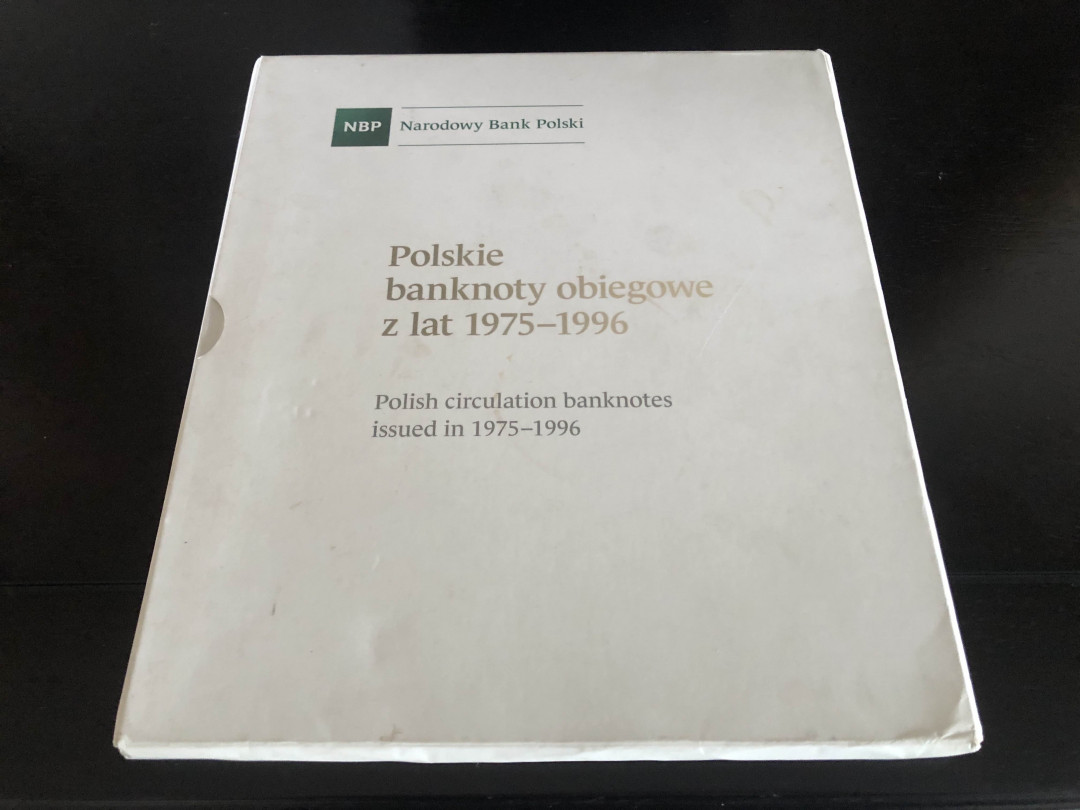 NBP Narodowy Bank Polski
Polskie
banknoty obiegowe
z lat 1975–1996
Polish circulation banknotes
issued in 1975–1996